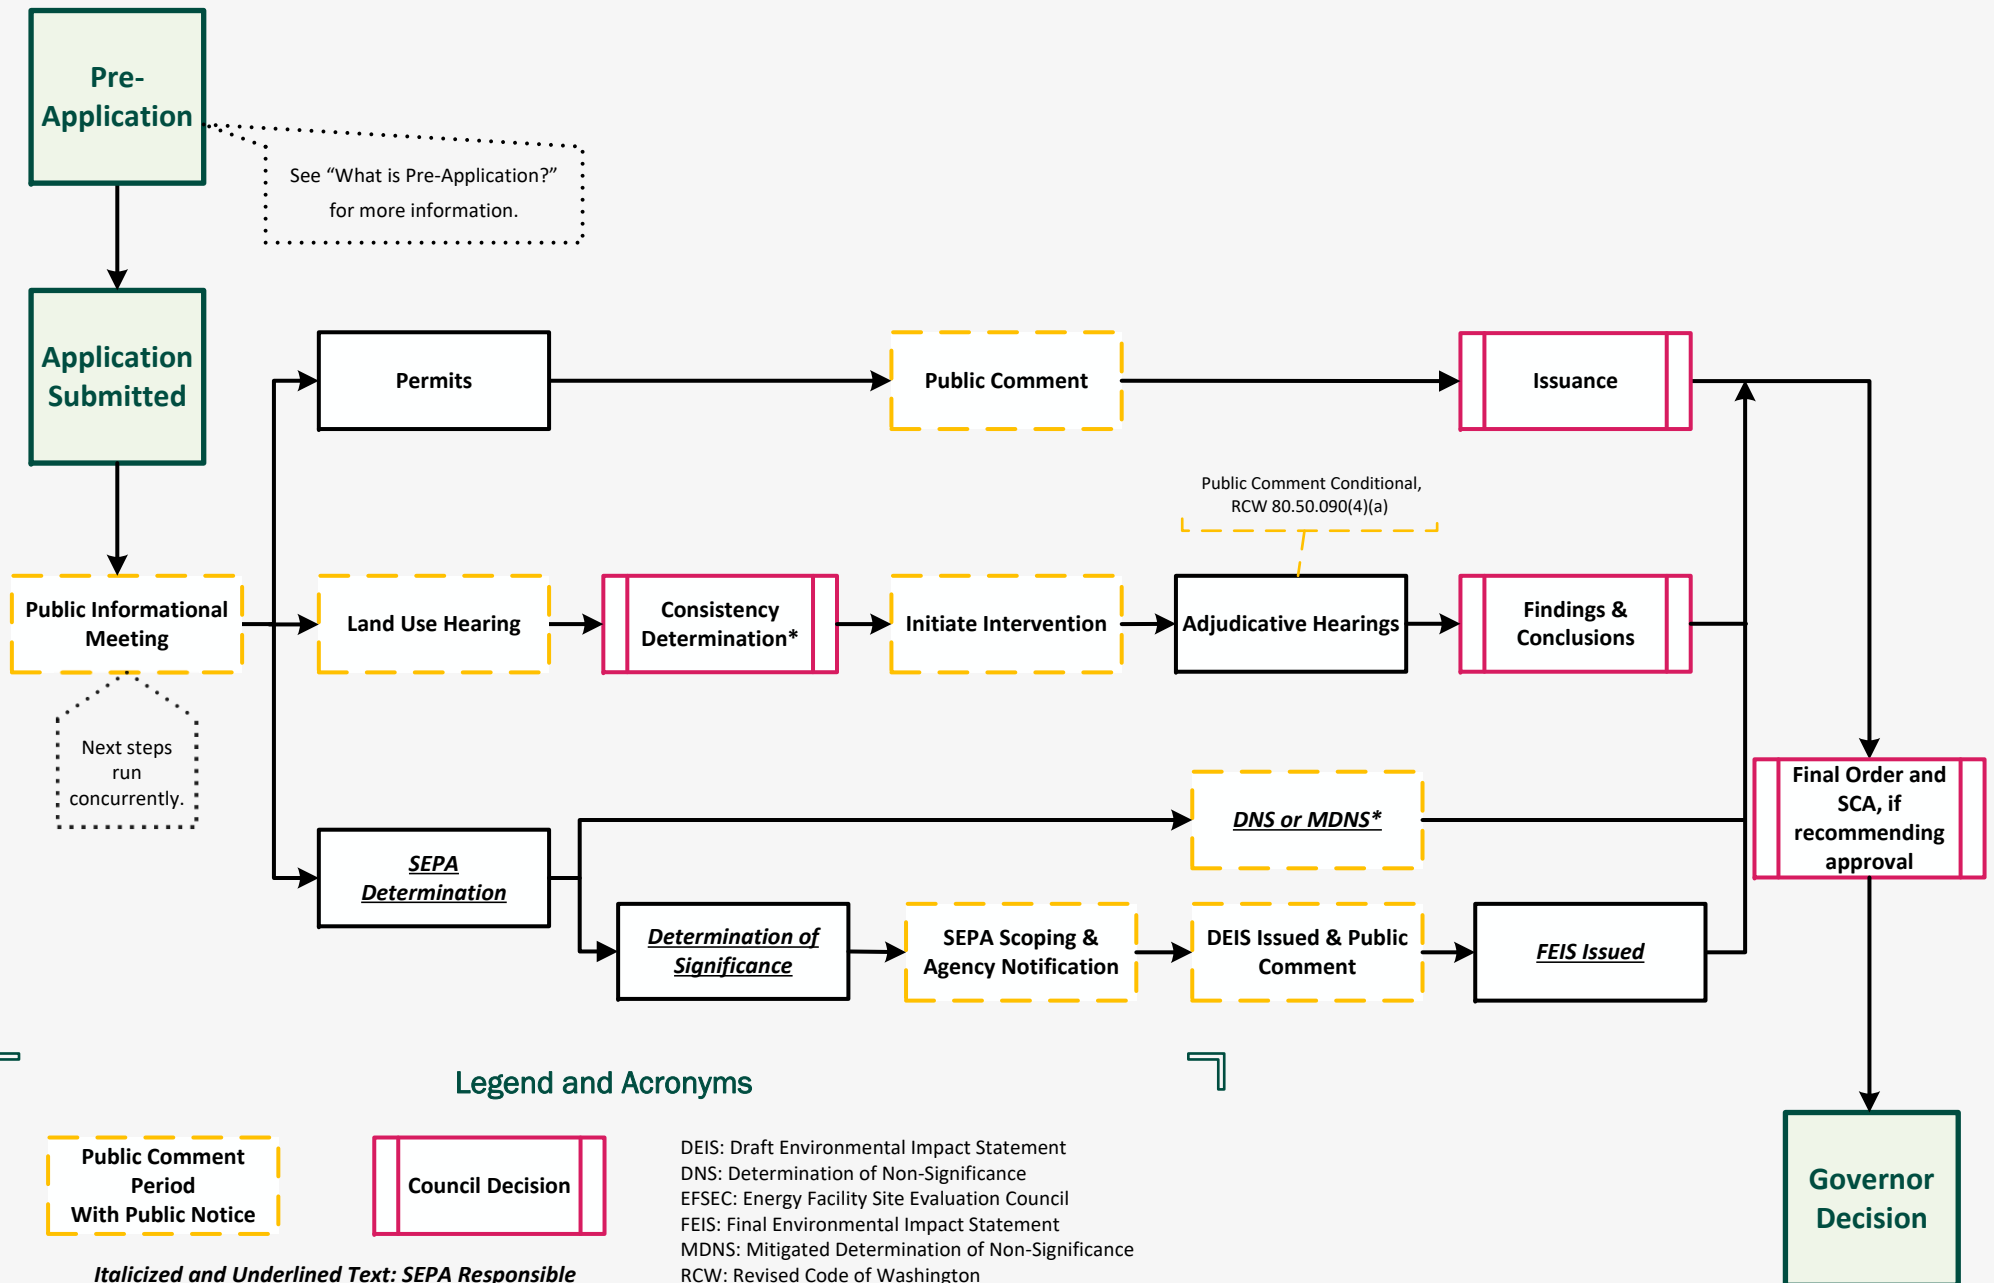 Pre-
Application
See “What is Pre-Application?”
for more information.
Application
Submitted
Permits
Public Comment
Issuance
Public Comment Conditional,
RCW 80.50.090(4)(a)
Public Informational
Meeting
Land Use Hearing
Consistency
Determination*
Initiate Intervention
Adjudicative Hearings
Findings &
Conclusions
Next steps
run
concurrently.
SEPA
Determination
DNS or MDNS*
Final Order and
SCA, if
recommending
approval
Determination of
Significance
SEPA Scoping &
Agency Notification
DEIS Issued & Public
Comment
FEIS Issued
Legend and Acronyms
Public Comment
Period
With Public Notice
Council Decision
Italicized and Underlined Text: SEPA Responsible
DEIS: Draft Environmental Impact Statement
DNS: Determination of Non-Significance
EFSEC: Energy Facility Site Evaluation Council
FEIS: Final Environmental Impact Statement
MDNS: Mitigated Determination of Non-Significance
RCW: Revised Code of Washington
Governor
Decision